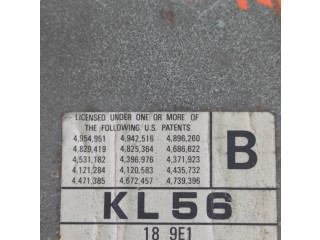 LICENSED UNDER ONE OR MORE OF
THE FOLLOWING U.S. PATENTS
4,954,951 4,942,516 4,896,260
4,829,419 4,825,364 4,686,622
4,531,182 4,396,976 4,371,923
4,121,284 4,120,583 4,435,732
4,471,385 4,672,457 4,739,396
B
KL56
18 9E1